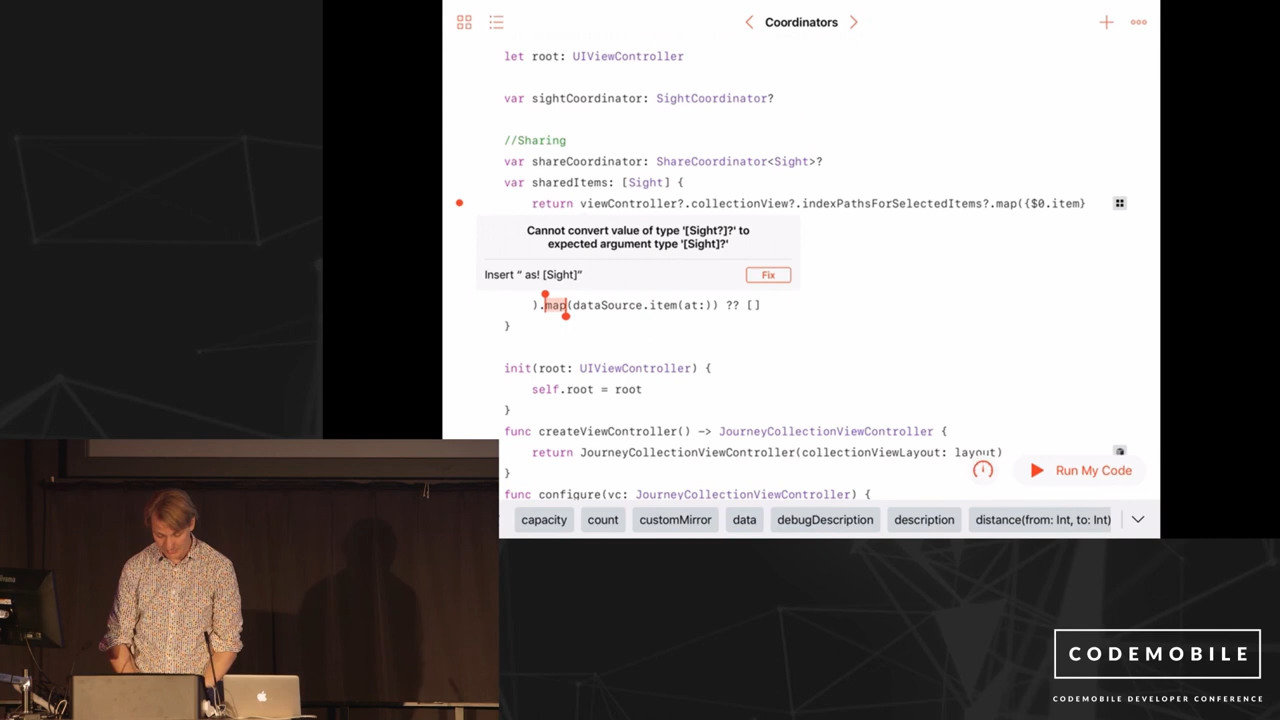 Coordinators
let root: UIViewController
var sightCoordinator: SightCoordinator?
//Sharing
var shareCoordinator: ShareCoordinator<Sight>?
var sharedItems: [Sight] {
return viewController?.collectionView?.indexPathsForSelectedItems?.map({$0.item}
Cannot convert value of type '[Sight?]?' to
expected argument type '[Sight]?'
Insert “ as! [Sight]”
Fix
).map(dataSource.item(at:)) ?? []
}
init(root: UIViewController) {
self.root = root
}
func createViewController() -> JourneyCollectionViewController {
return JourneyCollectionViewController(collectionViewLayout: layout)
}
Run My Code
func configure(vc: JourneyCollectionViewController) {
capacity count customMirror data debugDescription description distance(from: Int, to: Int)
CODEMOBILE
CODEMOBILE DEVELOPER CONFERENCE